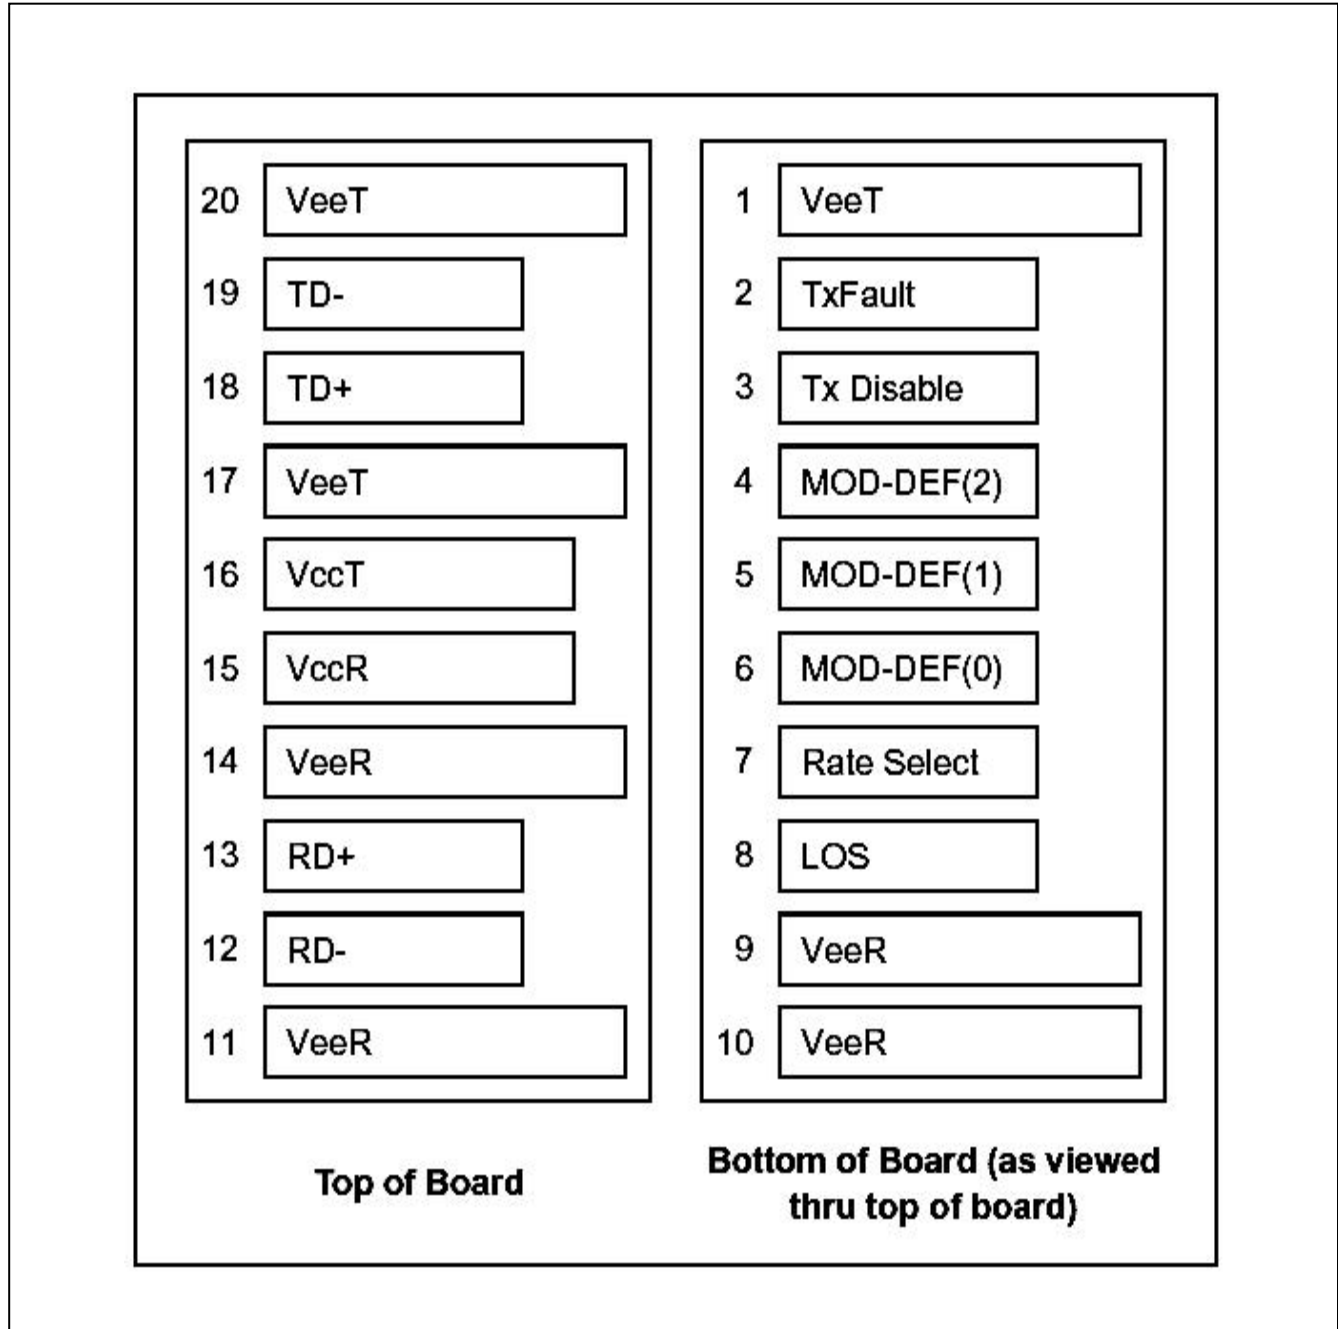 20 VeeT
19 TD-
18 TD+
17 VeeT
16 VccT
15 VccR
14 VeeR
13 RD+
12 RD-
11 VeeR
Top of Board
1 VeeT
2 TxFault
3 Tx Disable
4 MOD-DEF(2)
5 MOD-DEF(1)
6 MOD-DEF(0)
7 Rate Select
8 LOS
9 VeeR
10 VeeR
Bottom of Board (as viewed
thru top of board)